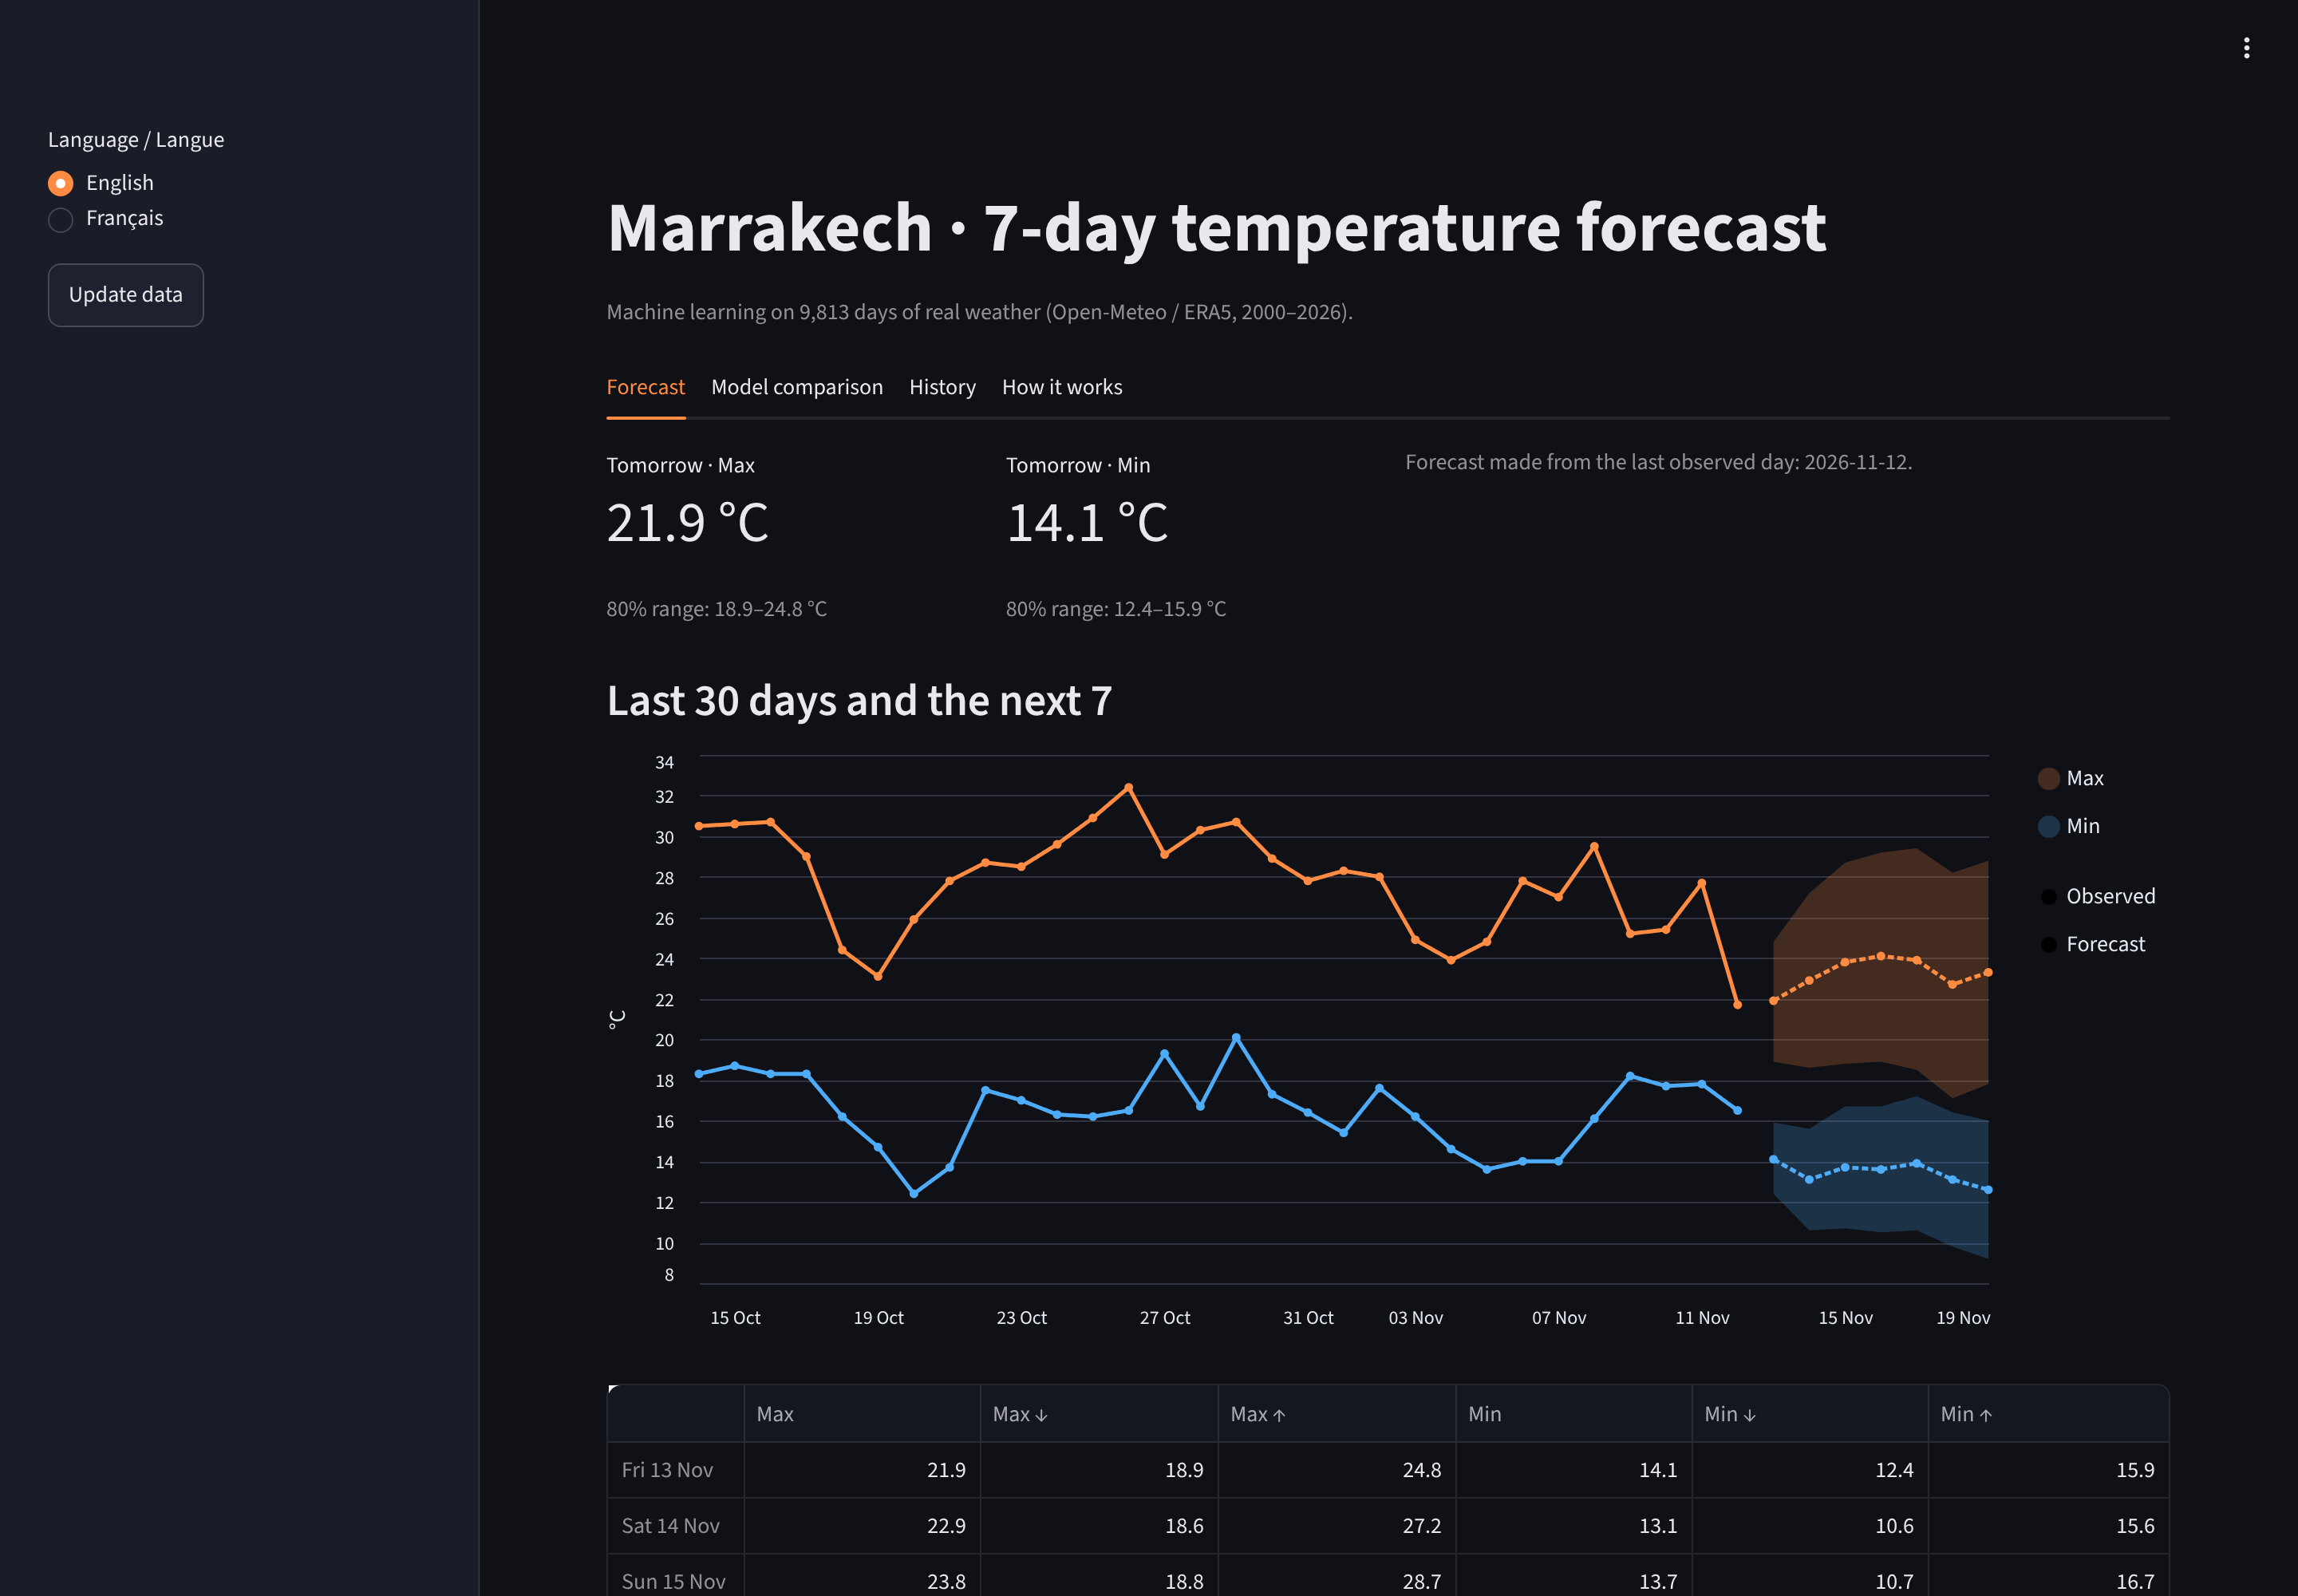 Language / Langue
English
Français
Update data
Marrakech · 7-day temperature forecast
Machine learning on 9,813 days of real weather (Open-Meteo / ERA5, 2000–2026).
Forecast Model comparison History How it works
Tomorrow · Max
21.9 °C
80% range: 18.9–24.8 °C
Tomorrow · Min
14.1 °C
80% range: 12.4–15.9 °C
Forecast made from the last observed day: 2026-11-12.
Last 30 days and the next 7
°C
34
32
30
28
26
24
22
20
18
16
14
12
10
8
15 Oct 19 Oct 23 Oct 27 Oct 31 Oct 03 Nov 07 Nov 11 Nov 15 Nov 19 Nov
Max
Min
Observed
Forecast
Max Max ↓ Max ↑ Min Min ↓ Min ↑
Fri 13 Nov 21.9 18.9 24.8 14.1 12.4 15.9
Sat 14 Nov 22.9 18.6 27.2 13.1 10.6 15.6
Sun 15 Nov 23.8 18.8 28.7 13.7 10.7 16.7